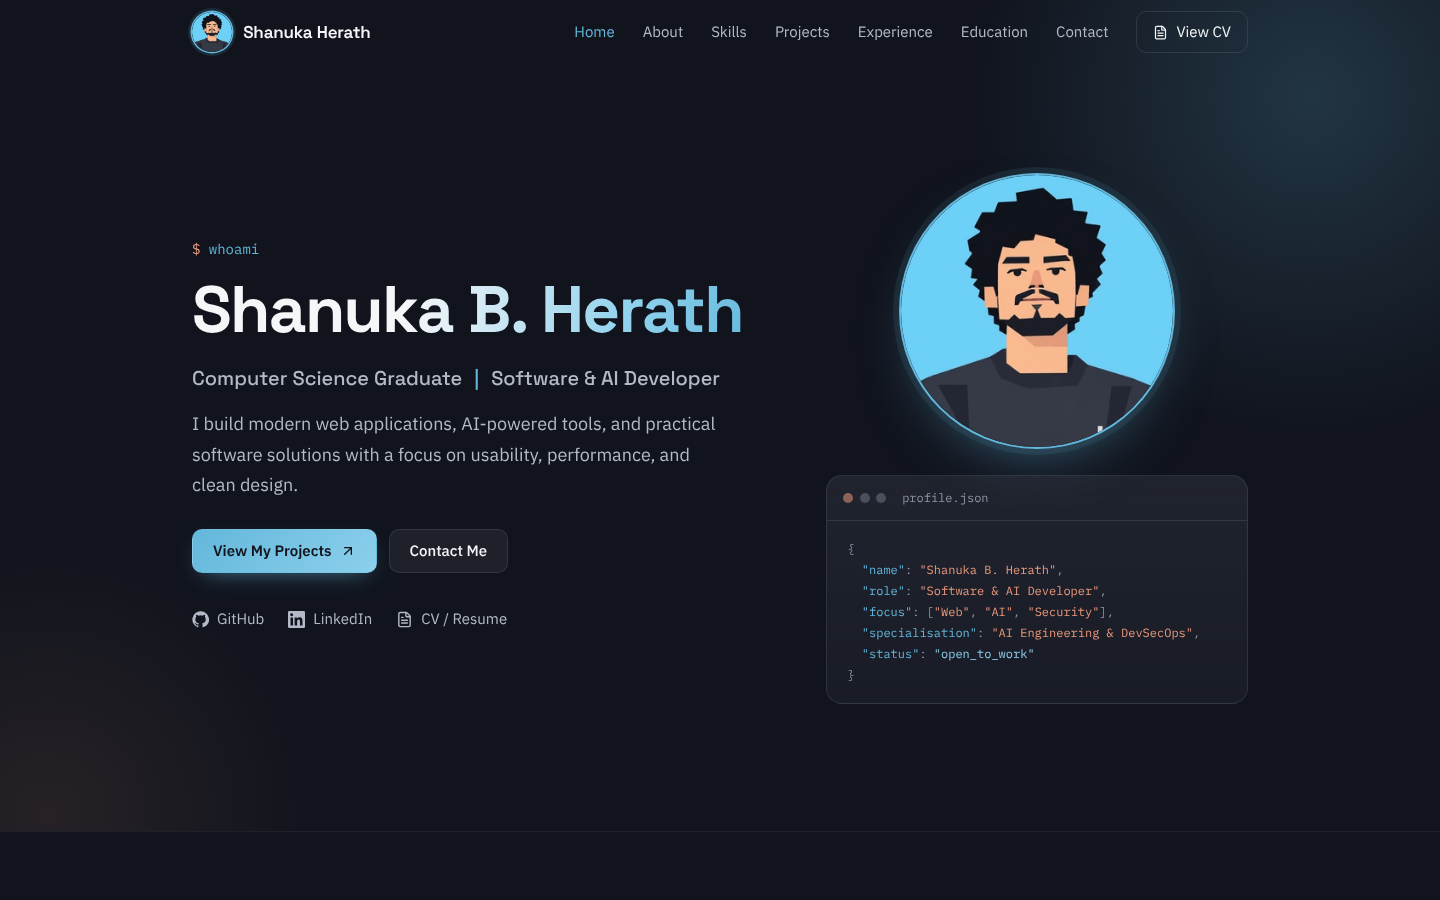 Shanuka Herath
Home About Skills Projects Experience Education Contact View CV
$ whoami
Shanuka B. Herath
Computer Science Graduate | Software & AI Developer
I build modern web applications, AI-powered tools, and practical
software solutions with a focus on usability, performance, and
clean design.
View My Projects
Contact Me
GitHub LinkedIn CV / Resume
profile.json
{
"name": "Shanuka B. Herath",
"role": "Software & AI Developer",
"focus": ["Web", "AI", "Security"],
"specialisation": "AI Engineering & DevSecOps",
"status": "open_to_work"
}